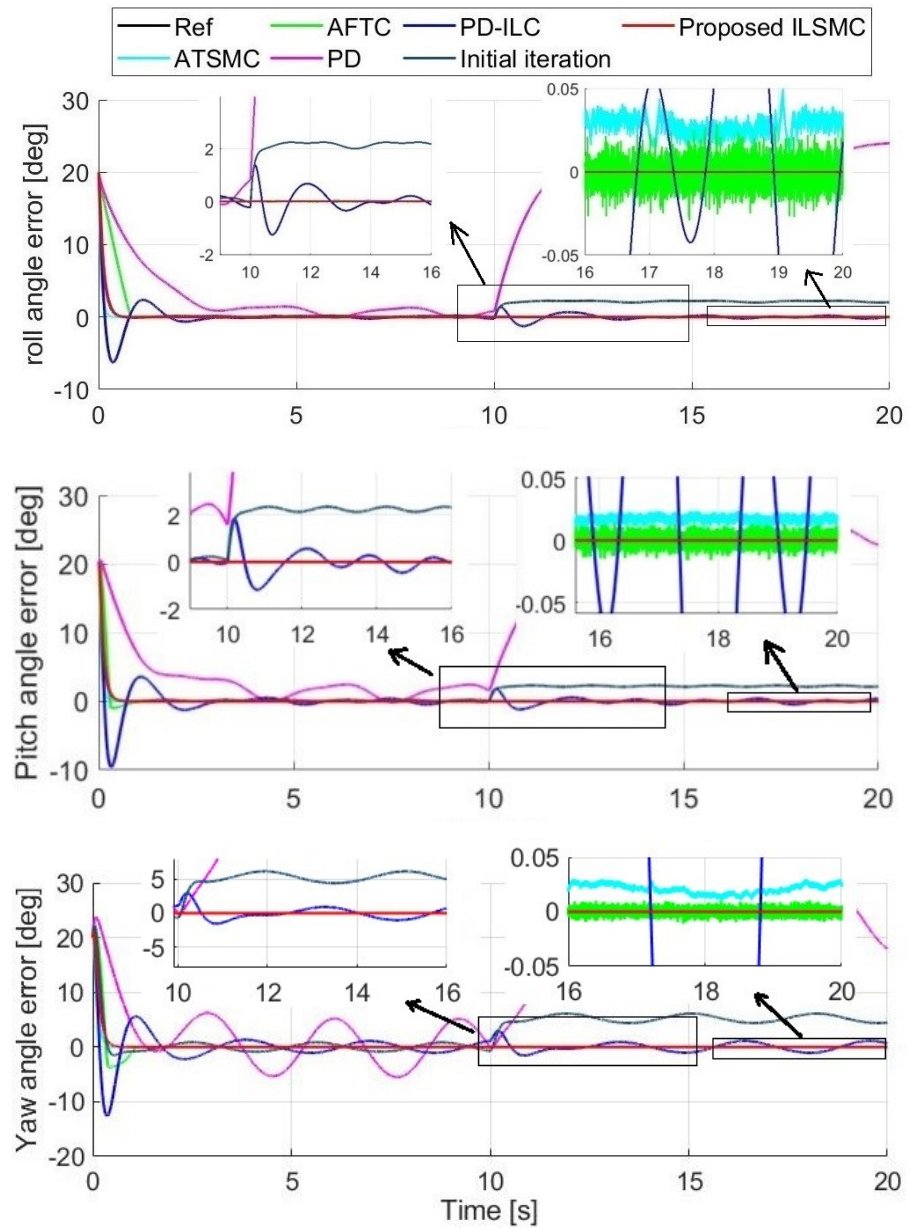 Ref AFTC PD-ILC Proposed ILSMC
ATSMC PD Initial iteration
roll angle error [deg]
30
20
10
0
-10
0 5 10 15 20
2
0
-2
10 12 14 16
0.05
0
-0.05
16 17 18 19 20
Pitch angle error [deg]
30
20
10
0
-10
0 5 10 15 20
2
0
-2
10 12 14 16
0.05
0
-0.05
16 18 20
Yaw angle error [deg]
30
20
10
0
-10
-20
0 5 10 15 20
5
0
-5
10 12 14 16
0.05
0
-0.05
16 18 20
Time [s]